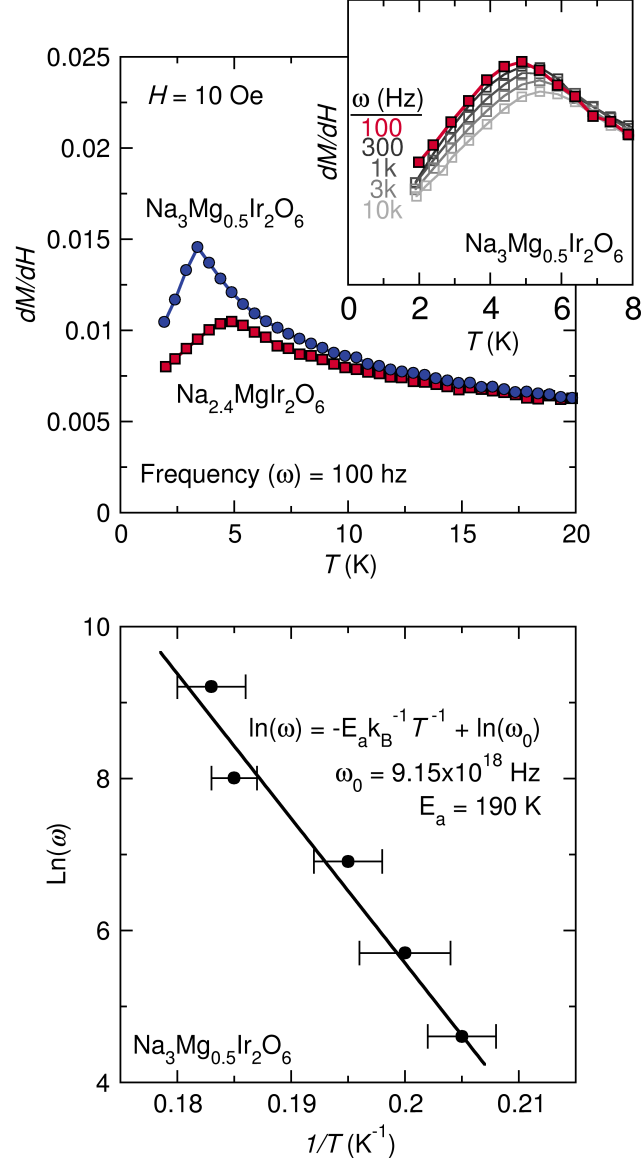 0.025
0.02
0.015
0.01
0.005
0
0
5
10
15
20
dM/dH
T (K)
H = 10 Oe
Na3Mg0.5Ir2O6
Na2.4MgIr2O6
Frequency (ω) = 100 hz
dM/dH
ω (Hz)
100
300
1k
3k
10k
Na3Mg0.5Ir2O6
0
2
4
6
8
T (K)
10
8
6
4
Ln(ω)
ln(ω) = -EakB⁻¹T⁻¹ + ln(ω0)
ω0 = 9.15x10¹⁸ Hz
Ea = 190 K
Na3Mg0.5Ir2O6
0.18
0.19
0.2
0.21
1/T (K⁻¹)